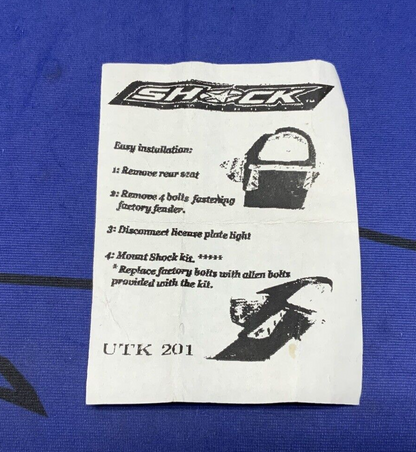 SHOCK™
Easy installation:
1: Remove rear seat
2: Remove 4 bolts fastening
factory fender.
3: Disconnect license plate light
4: Mount Shock kit. *****
* Replace factory bolts with allen bolts
provided with the kit.
UTK 201